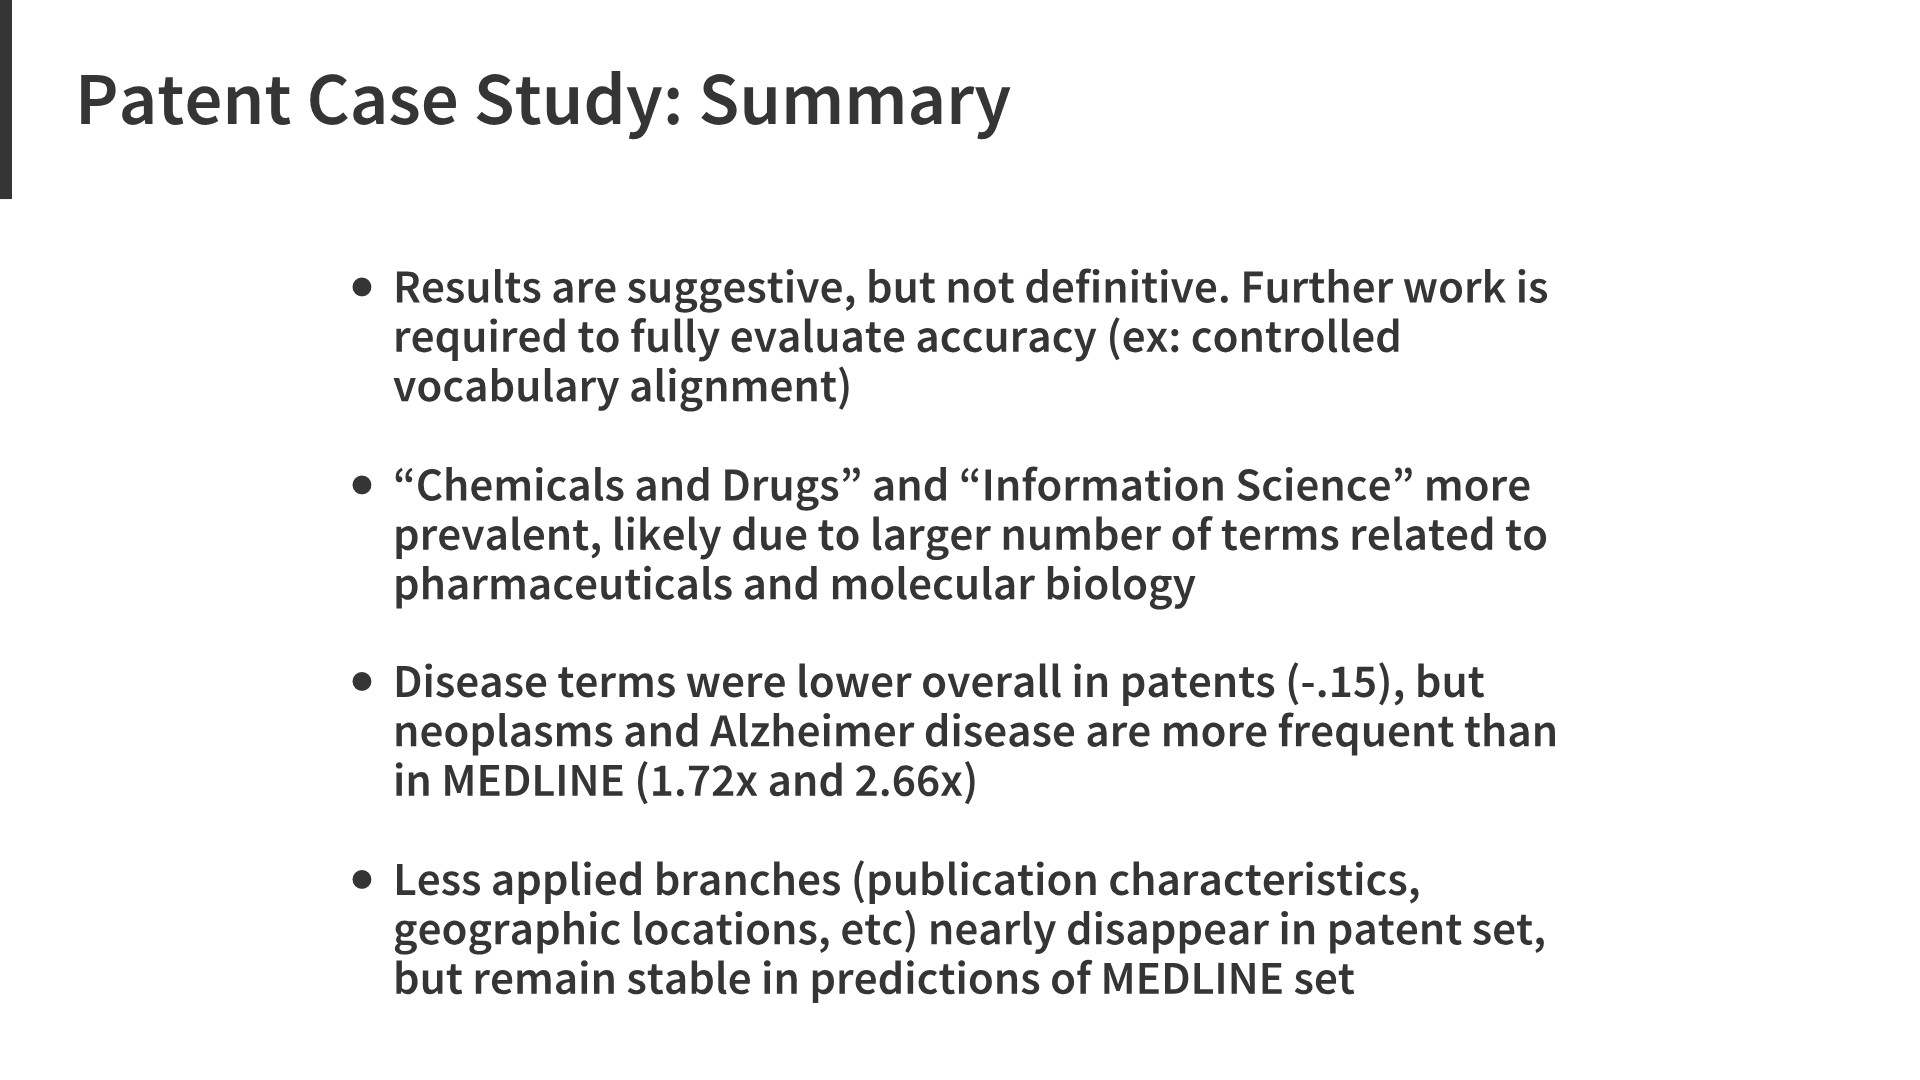 Patent Case Study: Summary
• Results are suggestive, but not definitive. Further work is
required to fully evaluate accuracy (ex: controlled
vocabulary alignment)
• “Chemicals and Drugs” and “Information Science” more
prevalent, likely due to larger number of terms related to
pharmaceuticals and molecular biology
• Disease terms were lower overall in patents (-.15), but
neoplasms and Alzheimer disease are more frequent than
in MEDLINE (1.72x and 2.66x)
• Less applied branches (publication characteristics,
geographic locations, etc) nearly disappear in patent set,
but remain stable in predictions of MEDLINE set